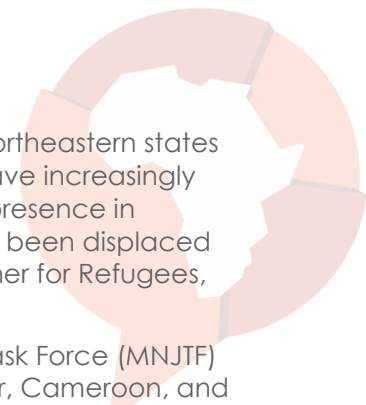 ortheastern states
ave increasingly
presence in
been displaced
ner for Refugees,
ask Force (MNJTF)
r, Cameroon, and